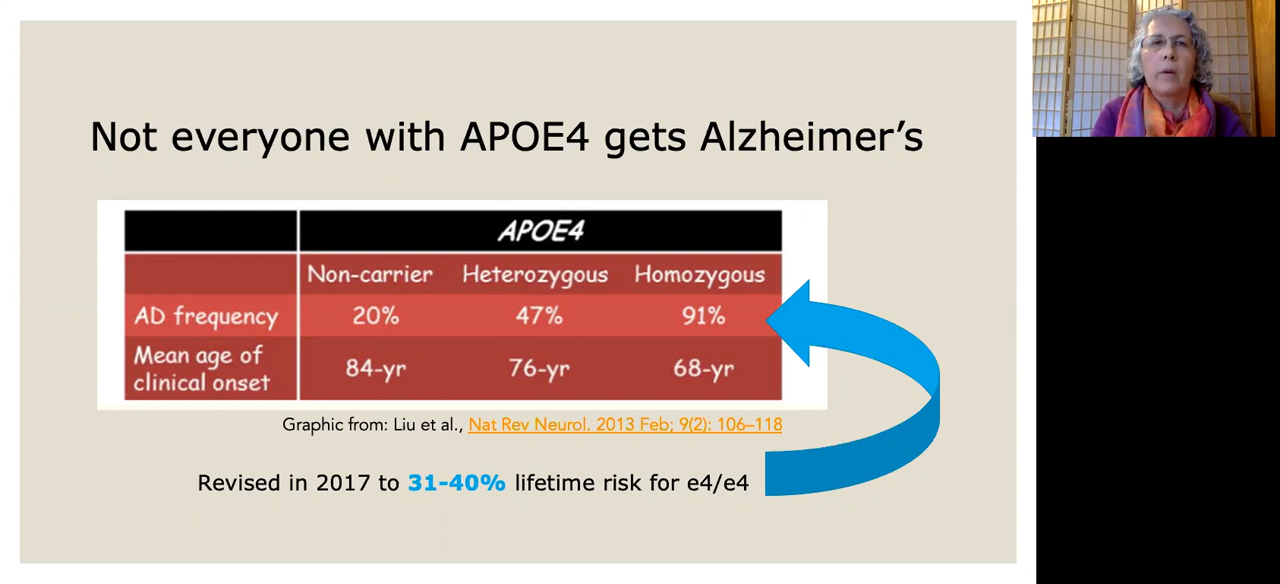 Not everyone with APOE4 gets Alzheimer’s
APOE4
Non-carrier Heterozygous Homozygous
AD frequency 20% 47% 91%
Mean age of
clinical onset 84-yr 76-yr 68-yr
Graphic from: Liu et al., Nat Rev Neurol. 2013 Feb; 9(2): 106–118
Revised in 2017 to 31-40% lifetime risk for e4/e4